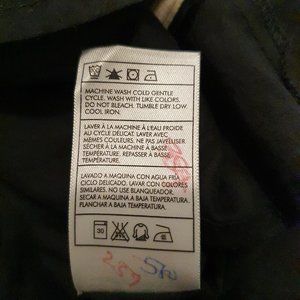 MACHINE WASH COLD GENTLE
CYCLE. WASH WITH LIKE COLORS.
DO NOT BLEACH. TUMBLE DRY LOW
COOL IRON.
LAVER À LA MACHINE À L'EAU FROIDE
AU CYCLE DÉLICAT. LAVER AVEC
MÊMES COULEURS. NE PAS JAVELLISER
SÉCHER À LA MACHINE À BASSE
TEMPÉRATURE. REPASSER À BASSE
TEMPÉRATURE.
LAVADO A MAQUINA CON AGUA FRIA
CICLO DELICADO. LAVAR CON COLORES
SIMILARES. NO USE BLANQUEADOR.
SECAR A MAQUINA A BAJA TEMPERATURA.
PLANCHAR A BAJA TEMPERATURA.
30